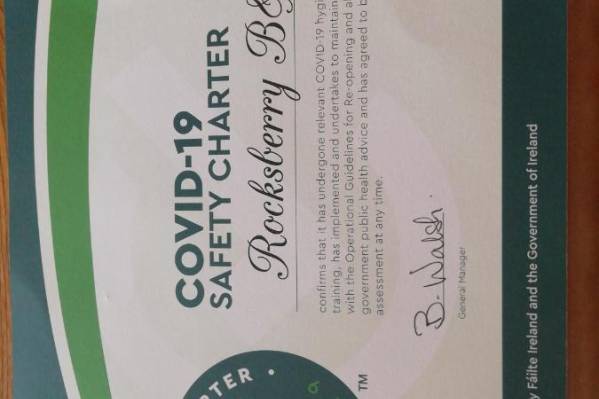 COVID-19
SAFETY CHARTER
Rocksberry B&
confirms that it has undergone relevant COVID-19 hygi
training, has implemented and undertakes to maintain
with the Operational Guidelines for Re-opening and a
government public health advice and has agreed to b
assessment at any time.
B. Walsh.
General Manager
RTER •
TM
y Fáilte Ireland and the Government of Ireland